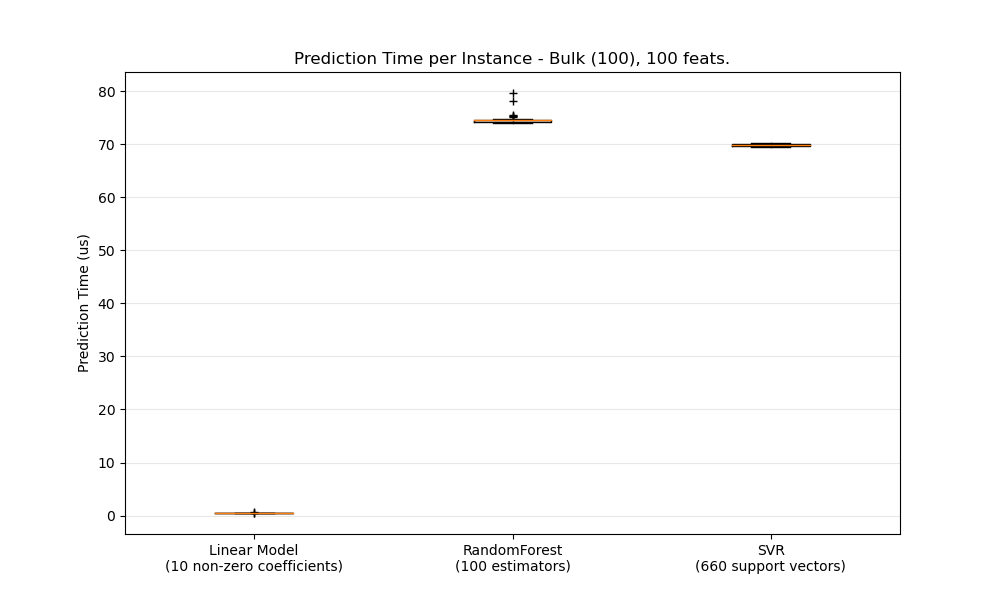 Prediction Time per Instance - Bulk (100), 100 feats.
80
70
60
50
40
30
20
10
0
Prediction Time (us)
Linear Model
(10 non-zero coefficients)
RandomForest
(100 estimators)
SVR
(660 support vectors)